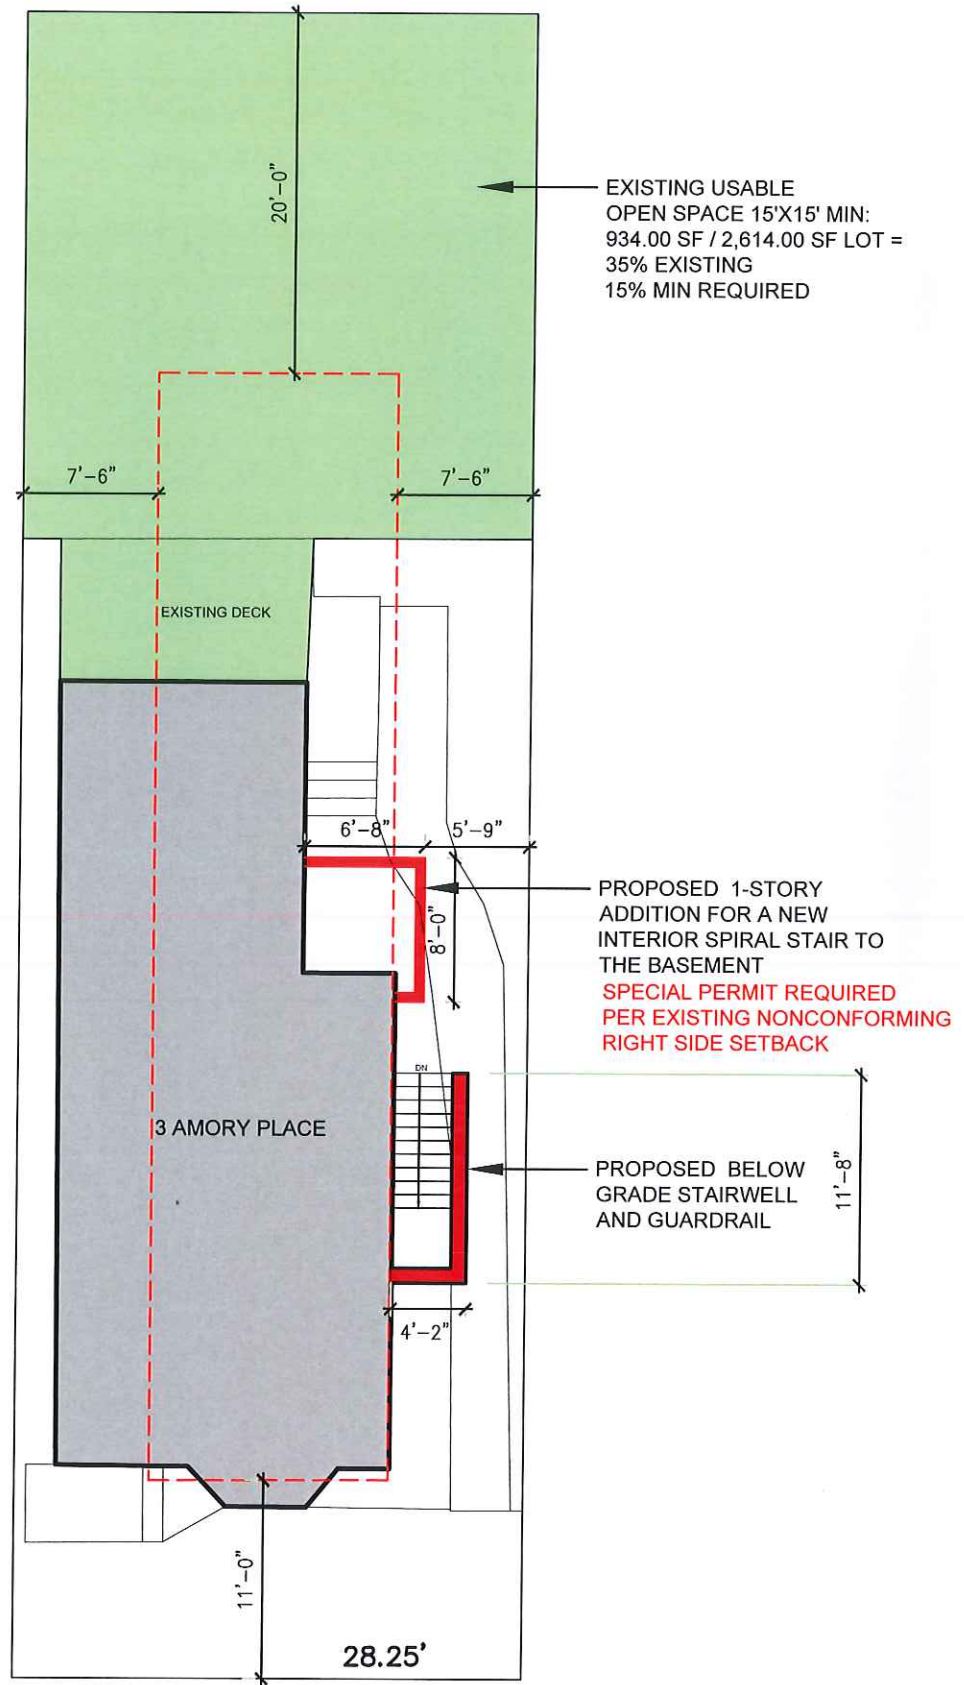 20'-0"
EXISTING USABLE
OPEN SPACE 15'X15' MIN:
934.00 SF / 2,614.00 SF LOT =
35% EXISTING
15% MIN REQUIRED
7'-6"
7'-6"
EXISTING DECK
6'-8"
5'-9"
8'-0"
PROPOSED 1-STORY
ADDITION FOR A NEW
INTERIOR SPIRAL STAIR TO
THE BASEMENT
SPECIAL PERMIT REQUIRED
PER EXISTING NONCONFORMING
RIGHT SIDE SETBACK
DN
3 AMORY PLACE
PROPOSED BELOW
GRADE STAIRWELL
AND GUARDRAIL
11'-8"
4'-2"
11'-0"
28.25'